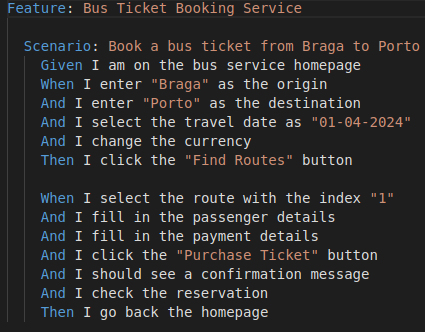 Feature: Bus Ticket Booking Service
Scenario: Book a bus ticket from Braga to Porto
Given I am on the bus service homepage
When I enter "Braga" as the origin
And I enter "Porto" as the destination
And I select the travel date as "01-04-2024"
And I change the currency
Then I click the "Find Routes" button
When I select the route with the index "1"
And I fill in the passenger details
And I fill in the payment details
And I click the "Purchase Ticket" button
And I should see a confirmation message
And I check the reservation
Then I go back the homepage